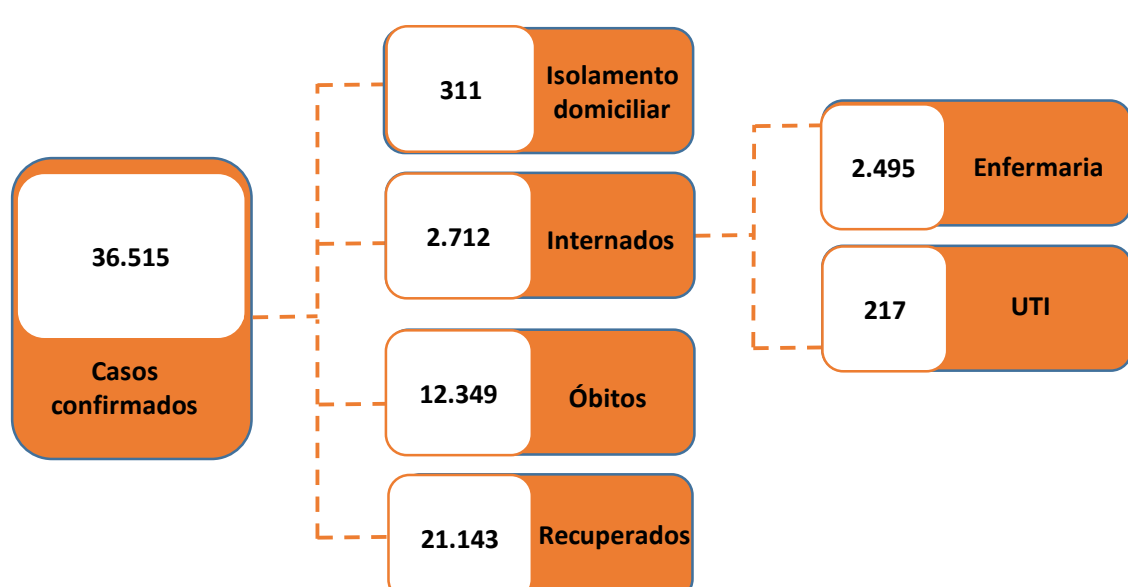 36.515
Casos
confirmados
311
Isolamento
domiciliar
2.712
Internados
12.349
Óbitos
21.143
Recuperados
2.495
Enfermaria
217
UTI